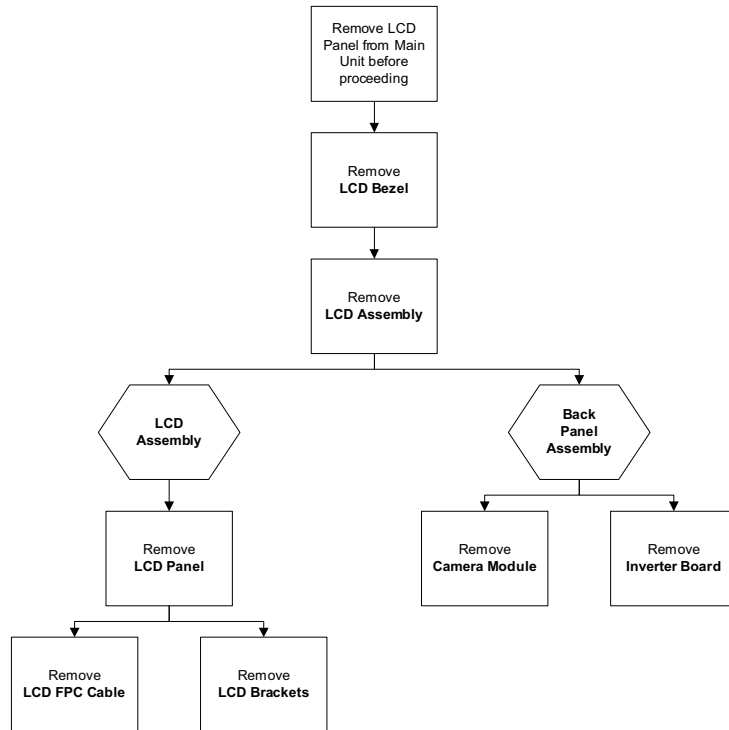 Remove LCD
Panel from Main
Unit before
proceeding
Remove
LCD Bezel
Remove
LCD Assembly
LCD
Assembly
Back
Panel
Assembly
Remove
LCD Panel
Remove
Camera Module
Remove
Inverter Board
Remove
LCD FPC Cable
Remove
LCD Brackets